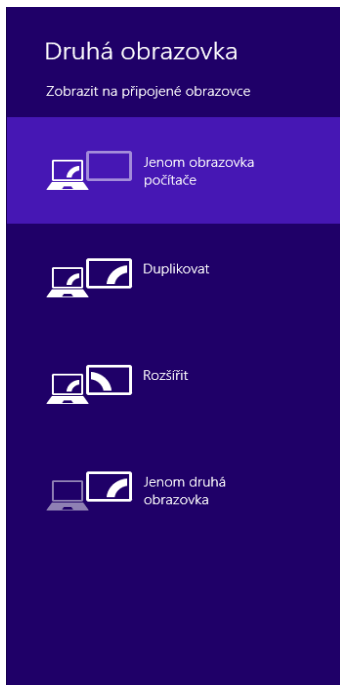 Druhá obrazovka
Zobrazit na připojené obrazovce
Jenom obrazovka
počítače
Duplikovat
Rozšířit
Jenom druhá
obrazovka